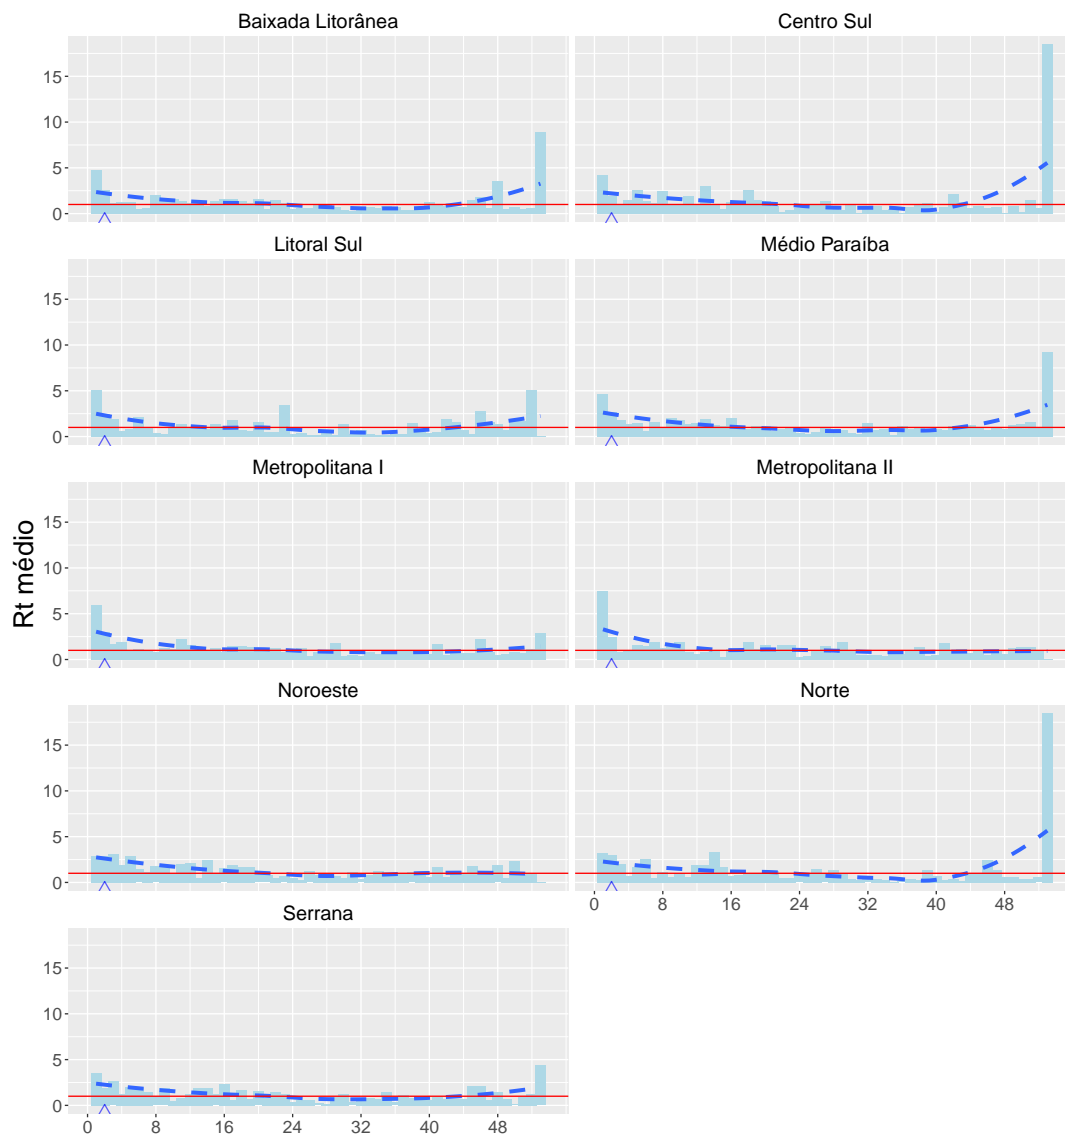 Baixada Litorânea
Centro Sul
15
10
5
0
Litoral Sul
Médio Paraíba
15
10
5
0
Metropolitana I
Metropolitana II
15
10
5
0
Rt médio
Noroeste
Norte
15
10
5
0
0 8 16 24 32 40 48
Serrana
15
10
5
0
0 8 16 24 32 40 48